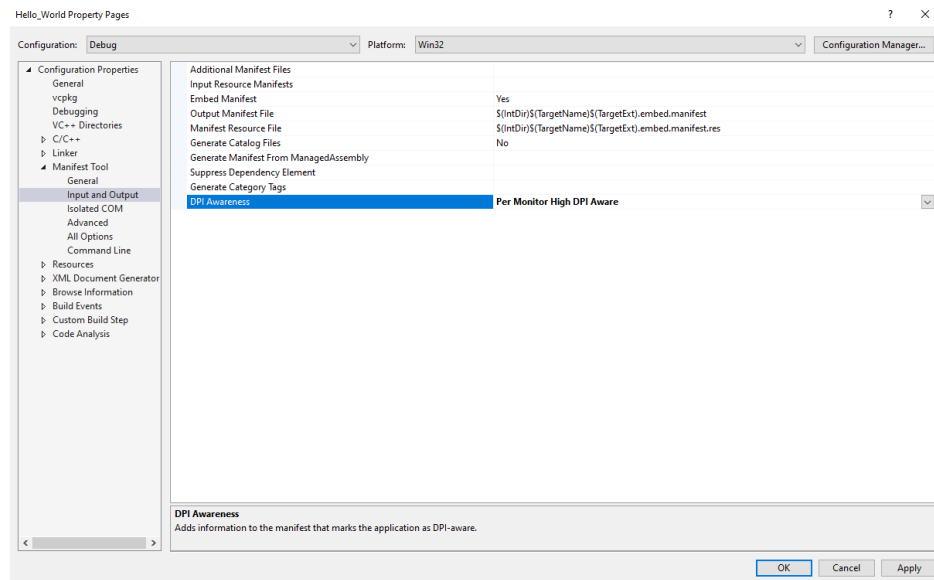 Hello_World Property Pages
Configuration: Debug Platform: Win32 Configuration Manager...
Configuration Properties
General
vcpkg
Debugging
VC++ Directories
C/C++
Linker
Manifest Tool
General
Input and Output
Isolated COM
Advanced
All Options
Command Line
Resources
XML Document Generator
Browse Information
Build Events
Custom Build Step
Code Analysis
Additional Manifest Files
Input Resource Manifests
Embed Manifest Yes
Output Manifest File $(IntDir)$(TargetName)$(TargetExt).embed.manifest
Manifest Resource File $(IntDir)$(TargetName)$(TargetExt).embed.manifest.res
Generate Catalog Files No
Generate Manifest From ManagedAssembly
Suppress Dependency Element
Generate Category Tags
DPI Awareness Per Monitor High DPI Aware
DPI Awareness
Adds information to the manifest that marks the application as DPI-aware.
OK Cancel Apply